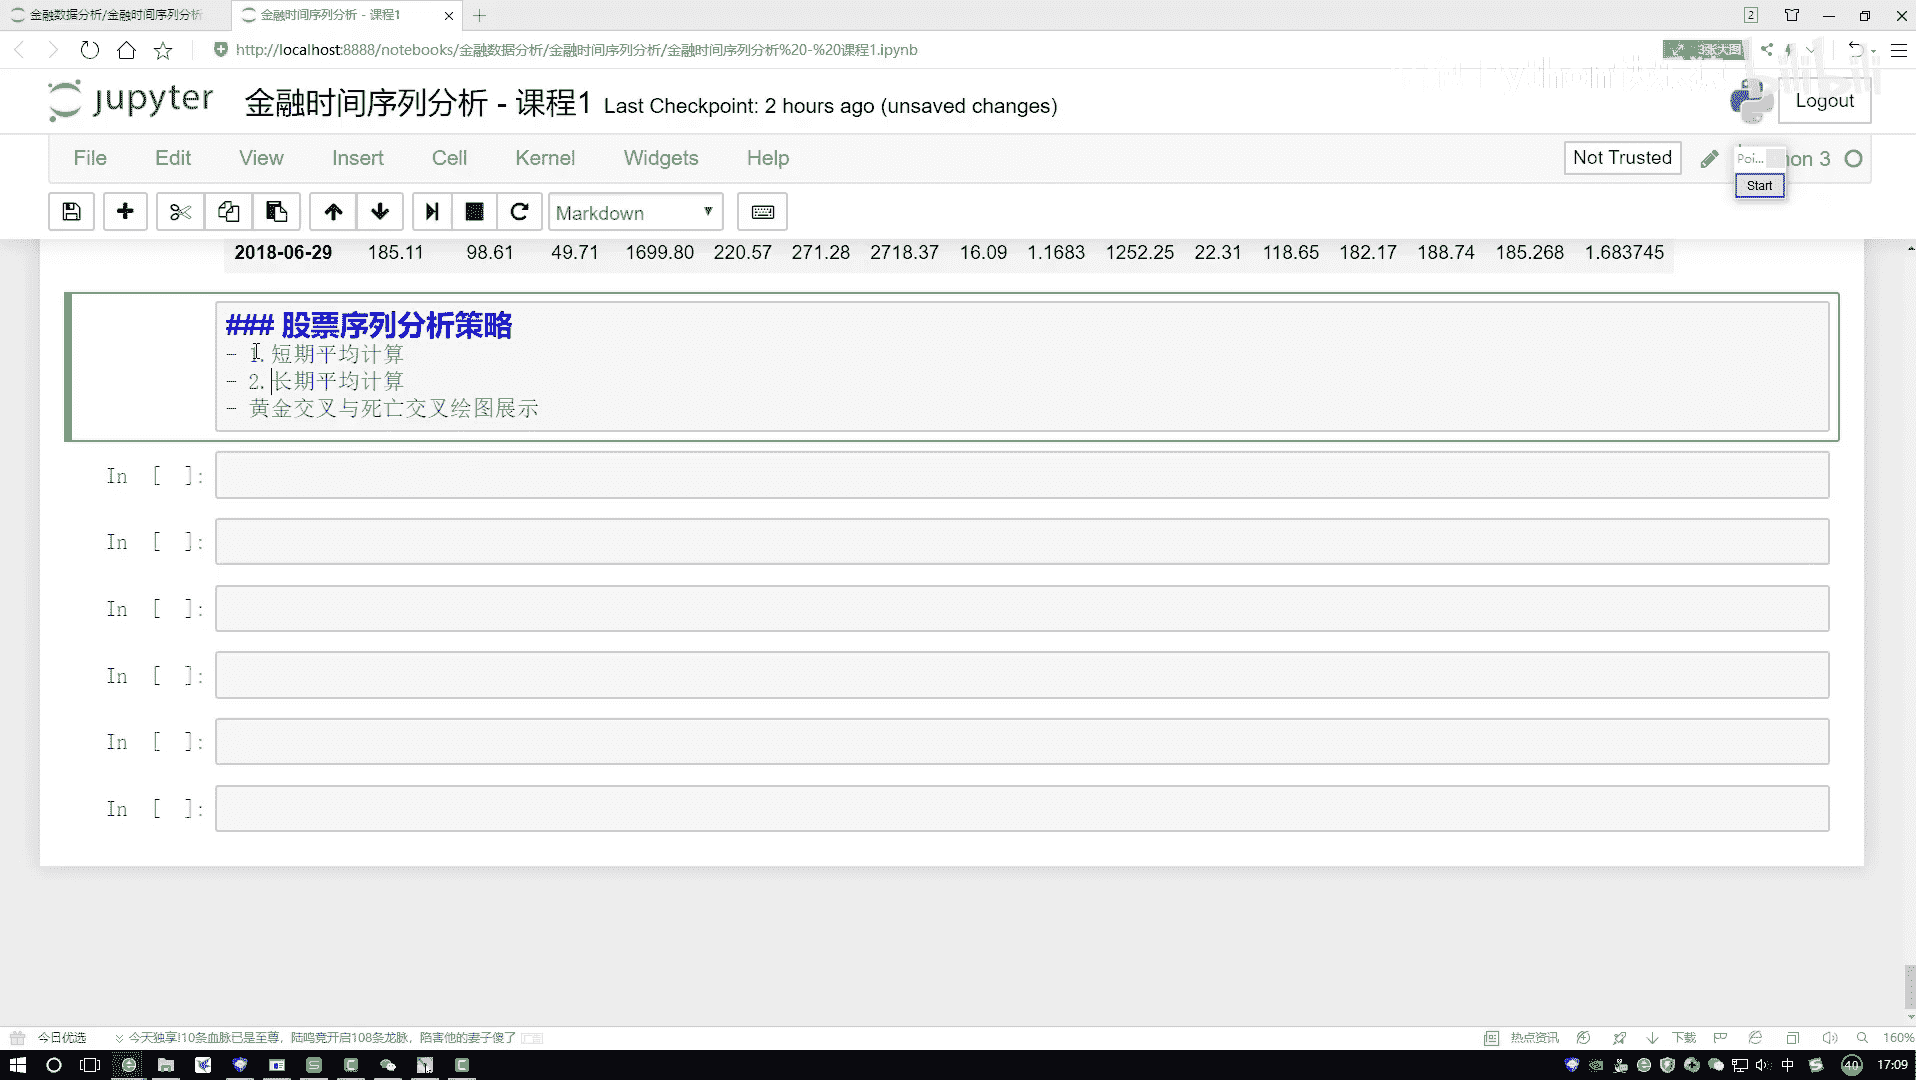 金融数据分析/金融时间序列分析
金融时间序列分析 - 课程1
2
http://localhost:8888/notebooks/金融数据分析/金融时间序列分析/金融时间序列分析%20-%20课程1.ipynb
3张大图
bilibili
jupyter 金融时间序列分析 - 课程1 Last Checkpoint: 2 hours ago (unsaved changes)
Logout
File Edit View Insert Cell Kernel Widgets Help
Not Trusted
Poi...
hon 3
Start
Markdown
2018-06-29 185.11 98.61 49.71 1699.80 220.57 271.28 2718.37 16.09 1.1683 1252.25 22.31 118.65 182.17 188.74 185.268 1.683745
### 股票序列分析策略
- 1.短期平均计算
- 2.长期平均计算
- 黄金交叉与死亡交叉绘图展示
In [ ]:
In [ ]:
In [ ]:
In [ ]:
In [ ]:
In [ ]:
今日优选
今天独享!10条血脉已是至尊，陆鸣竟开启108条龙脉，陷害他的妻子傻了
热点资讯
下载
160%
中
40
17:09